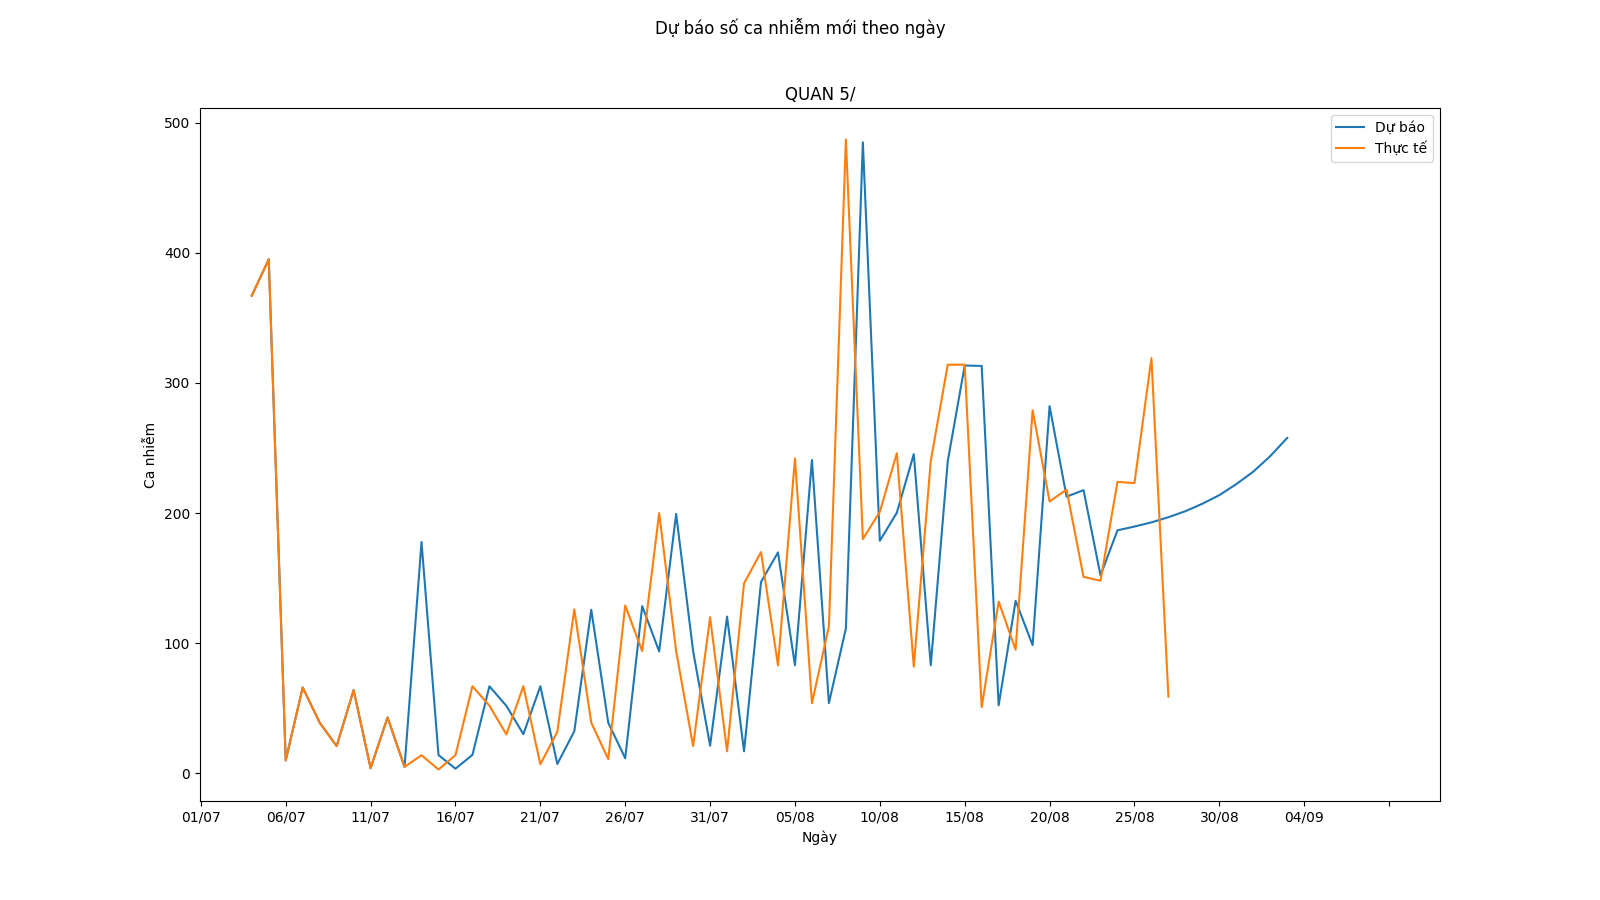 Dự báo số ca nhiễm mới theo ngày
QUAN 5/
Dự báo
Thực tế
500
400
300
200
100
0
Ca nhiễm
01/07 06/07 11/07 16/07 21/07 26/07 31/07 05/08 10/08 15/08 20/08 25/08 30/08 04/09
Ngày